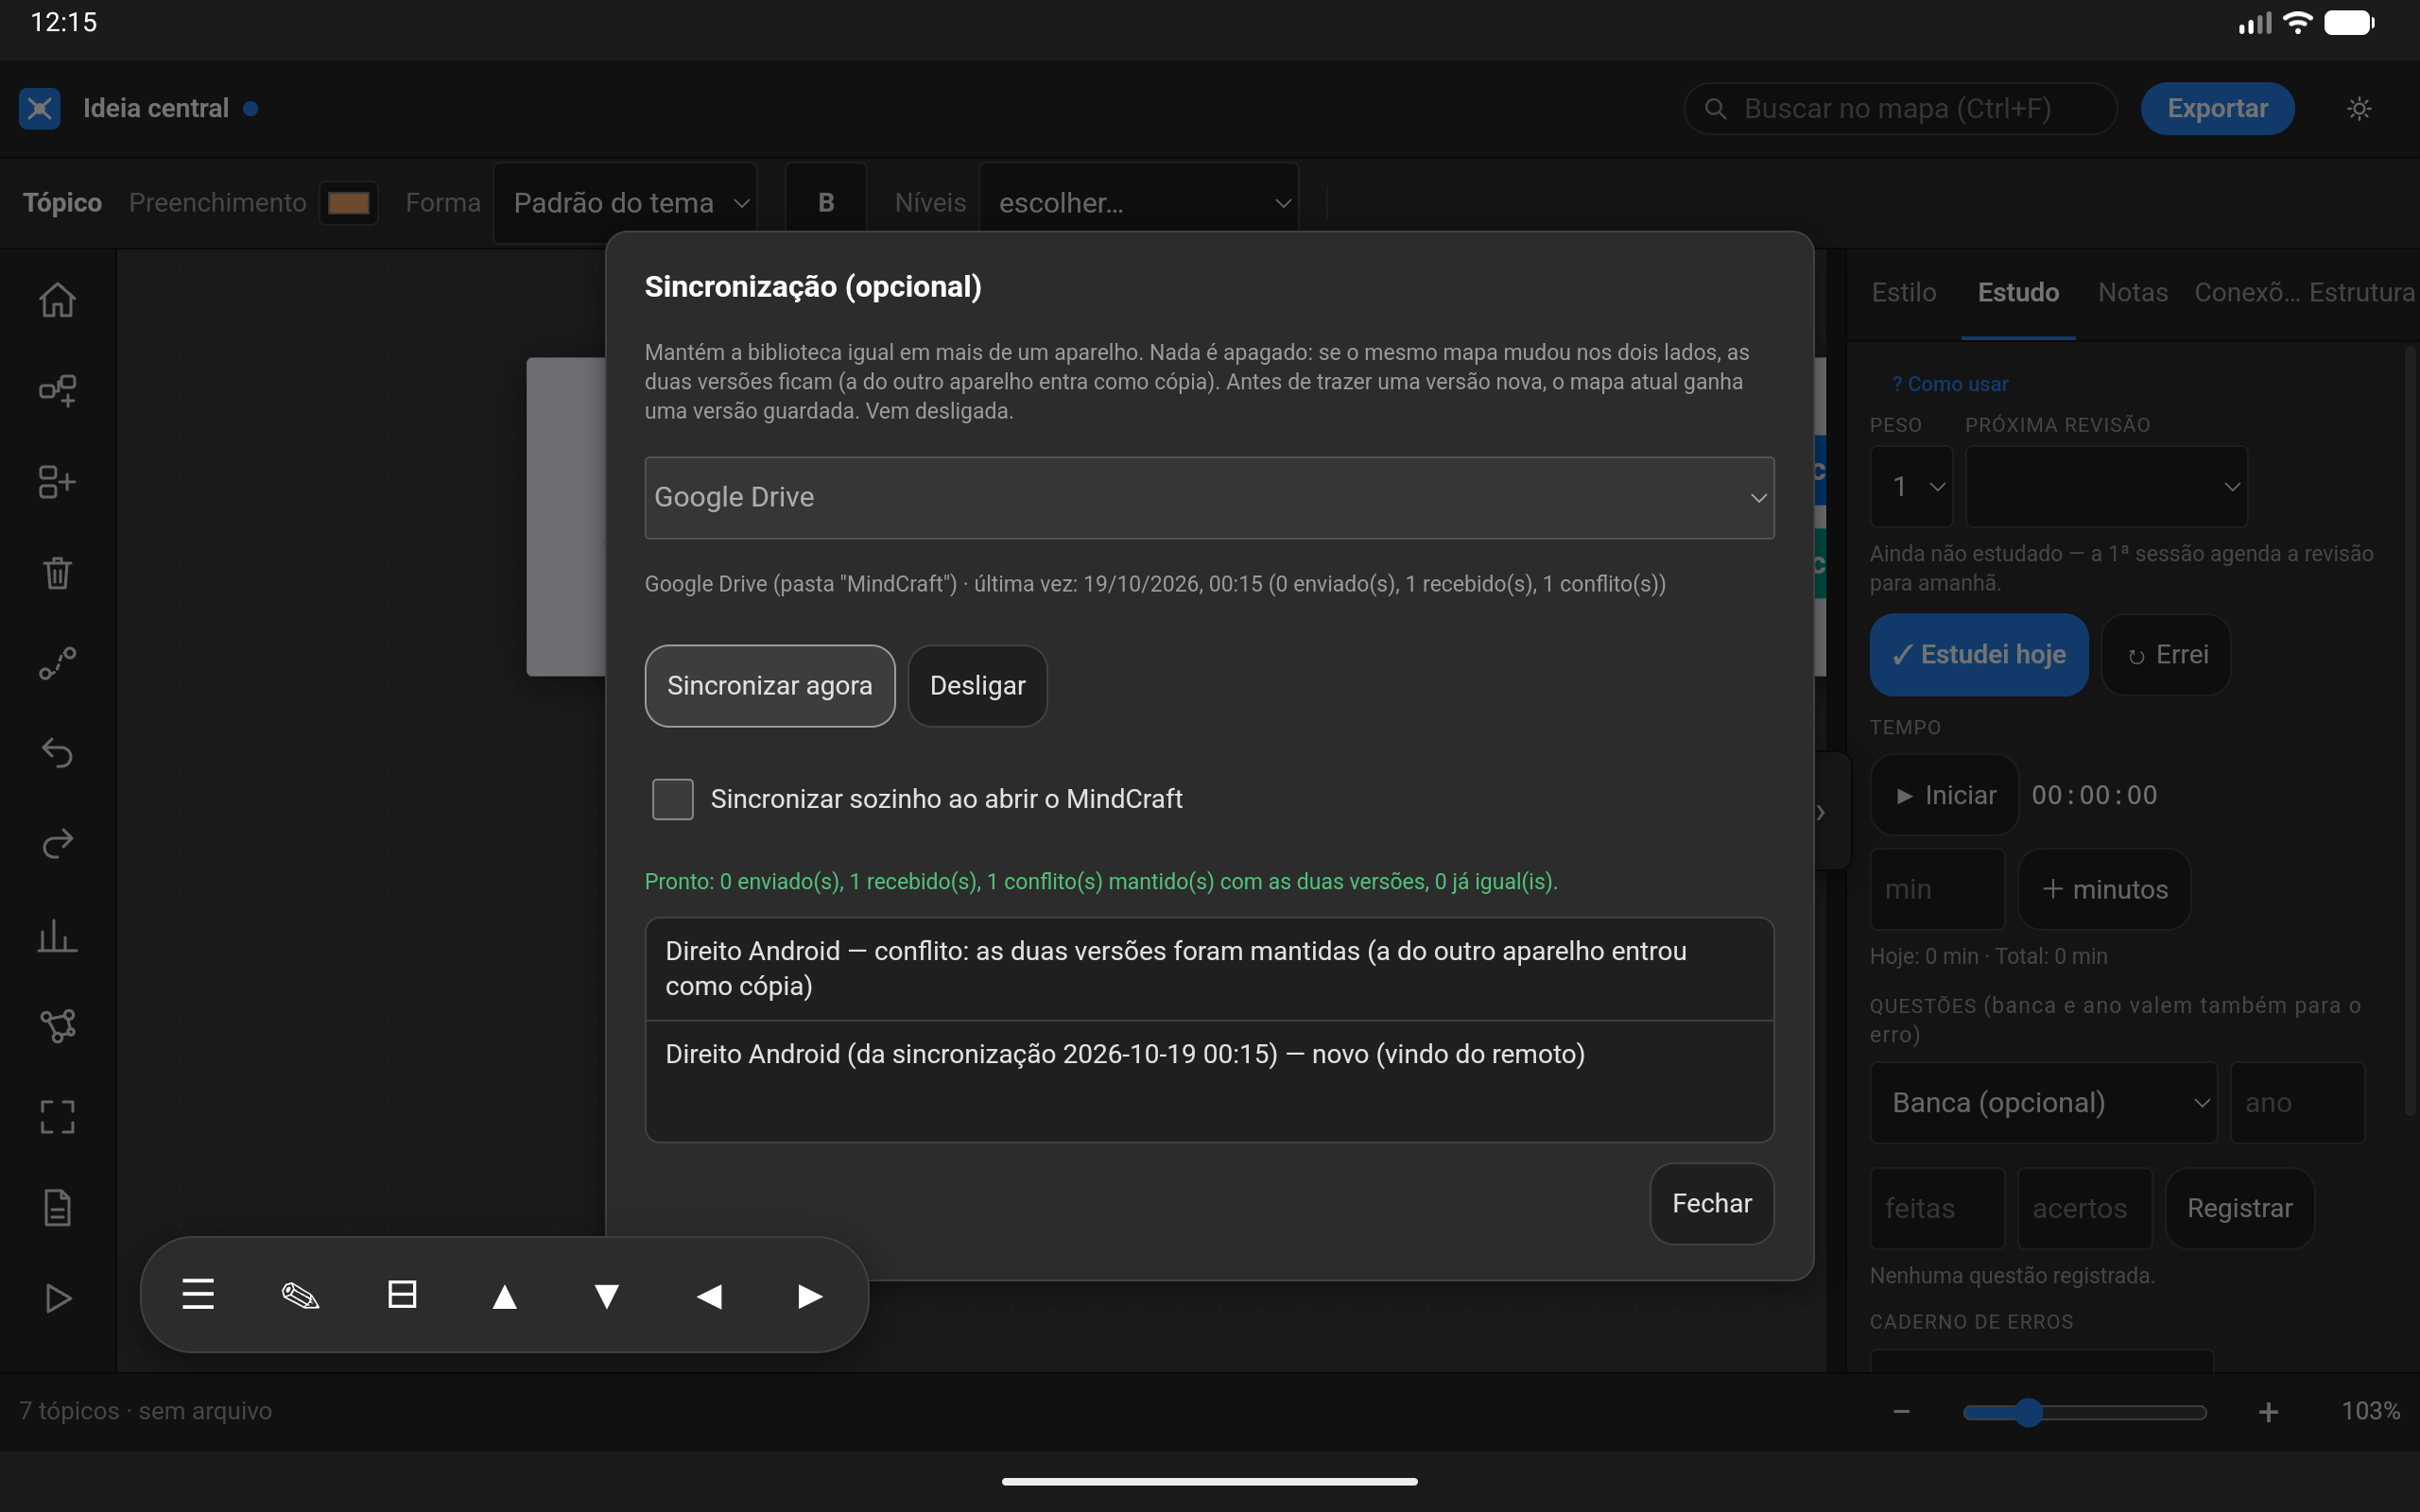 12:15
Ideia central
Buscar no mapa (Ctrl+F)
Exportar
Tópico
Preenchimento
Forma
Padrão do tema
B
Níveis
escolher...
Sincronização (opcional)
Mantém a biblioteca igual em mais de um aparelho. Nada é apagado: se o mesmo mapa mudou nos dois lados, as
duas versões ficam (a do outro aparelho entra como cópia). Antes de trazer uma versão nova, o mapa atual ganha
uma versão guardada. Vem desligada.
Google Drive
Google Drive (pasta "MindCraft") · última vez: 19/10/2026, 00:15 (0 enviado(s), 1 recebido(s), 1 conflito(s))
Sincronizar agora
Desligar
Sincronizar sozinho ao abrir o MindCraft
Pronto: 0 enviado(s), 1 recebido(s), 1 conflito(s) mantido(s) com as duas versões, 0 já igual(is).
Direito Android — conflito: as duas versões foram mantidas (a do outro aparelho entrou
como cópia)
Direito Android (da sincronização 2026-10-19 00:15) — novo (vindo do remoto)
Fechar
Estilo
Estudo
Notas
Conexõ...
Estrutura
? Como usar
PESO
PRÓXIMA REVISÃO
1
Ainda não estudado — a 1ª sessão agenda a revisão
para amanhã.
✓ Estudei hoje
↻ Errei
TEMPO
► Iniciar
00:00:00
min
+ minutos
Hoje: 0 min · Total: 0 min
QUESTÕES (banca e ano valem também para o
erro)
Banca (opcional)
ano
feitas
acertos
Registrar
Nenhuma questão registrada.
CADERNO DE ERROS
7 tópicos · sem arquivo
103%